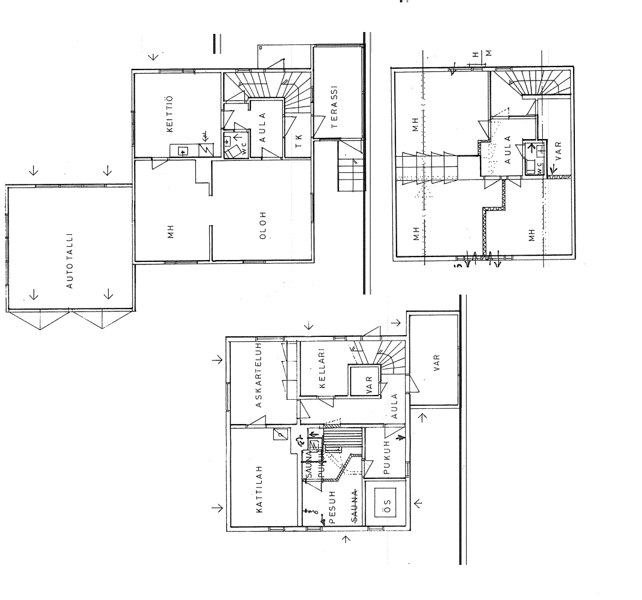 KEITTIÖ
AULA
WC
TK
TERASSI
AUTOTALLI
MH
OLOH
H
M
MH
AULA
WC
VAR
MH
MH
ASKARTELUH
KELLARI
VAR
AULA
VAR
KATTILAH
SAUNA
PUKUH
PESUH
SAUNA
PUKUH
ÖS